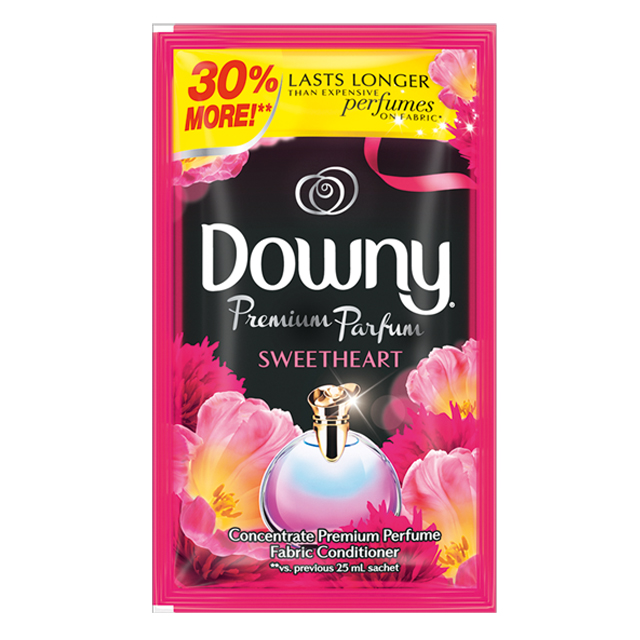 30%
MORE!**
LASTS LONGER
THAN EXPENSIVE
perfumes
ON FABRIC*
Downy
Premium Parfum
SWEETHEART
Concentrate Premium Perfume
Fabric Conditioner
**vs. previous 25 mL sachet